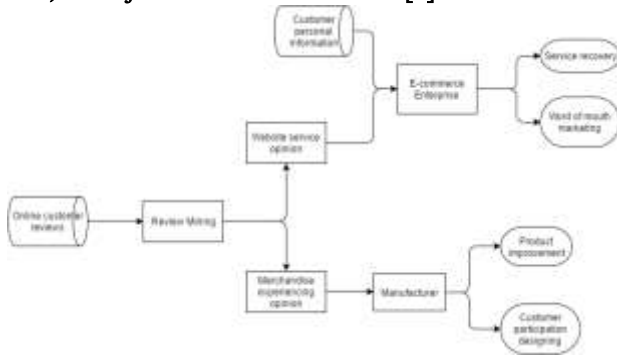 Customer
personal
information
E-commerce
Enterprise
Service recovery
Word of mouth
marketing
Website service
opinion
Online customer
reviews
Review Mining
Merchandise
experiencing
opinion
Manufacturer
Product
improvement
Customer
participation
designing